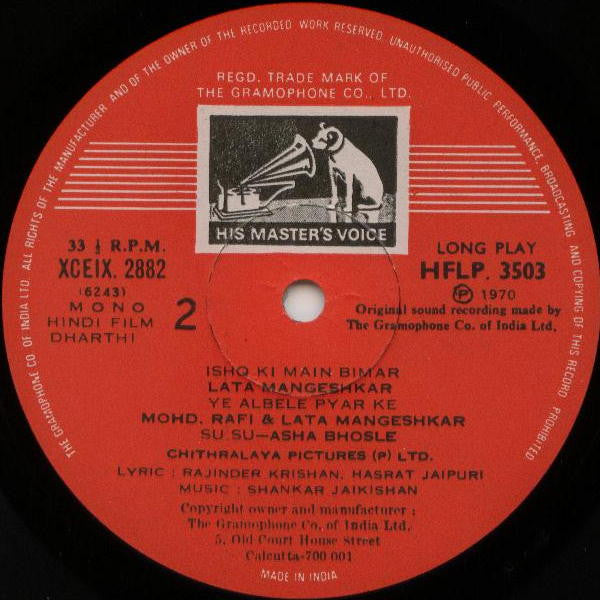 THE GRAMOPHONE CO. OF INDIA LTD. ALL RIGHTS OF THE MANUFACTURER AND OF THE OWNER OF THE RECORDED WORK RESERVED. UNAUTHORISED PUBLIC PERFORMANCE, BROADCASTING AND COPYING OF THIS RECORD PROHIBITED
REGD. TRADE MARK OF
THE GRAMOPHONE CO., LTD.
HIS MASTER'S VOICE
33 ⅓ R.P.M.
XCEIX. 2882
(6243)
MONO
HINDI FILM
DHARTHI
2
LONG PLAY
HFLP. 3503
Ⓟ 1970
Original sound recording made by
The Gramophone Co. of India Ltd.
ISHQ KI MAIN BIMAR
LATA MANGESHKAR
YE ALBELE PYAR KE
MOHD. RAFI & LATA MANGESHKAR
SU.SU—ASHA BHOSLE
CHITHRALAYA PICTURES (P) LTD.
LYRIC : RAJINDER KRISHAN, HASRAT JAIPURI
MUSIC : SHANKAR JAIKISHAN
Copyright owner and manufacturer :
The Gramophone Co. of India Ltd.
5, Old Court House Street
Calcutta-700 001
MADE IN INDIA